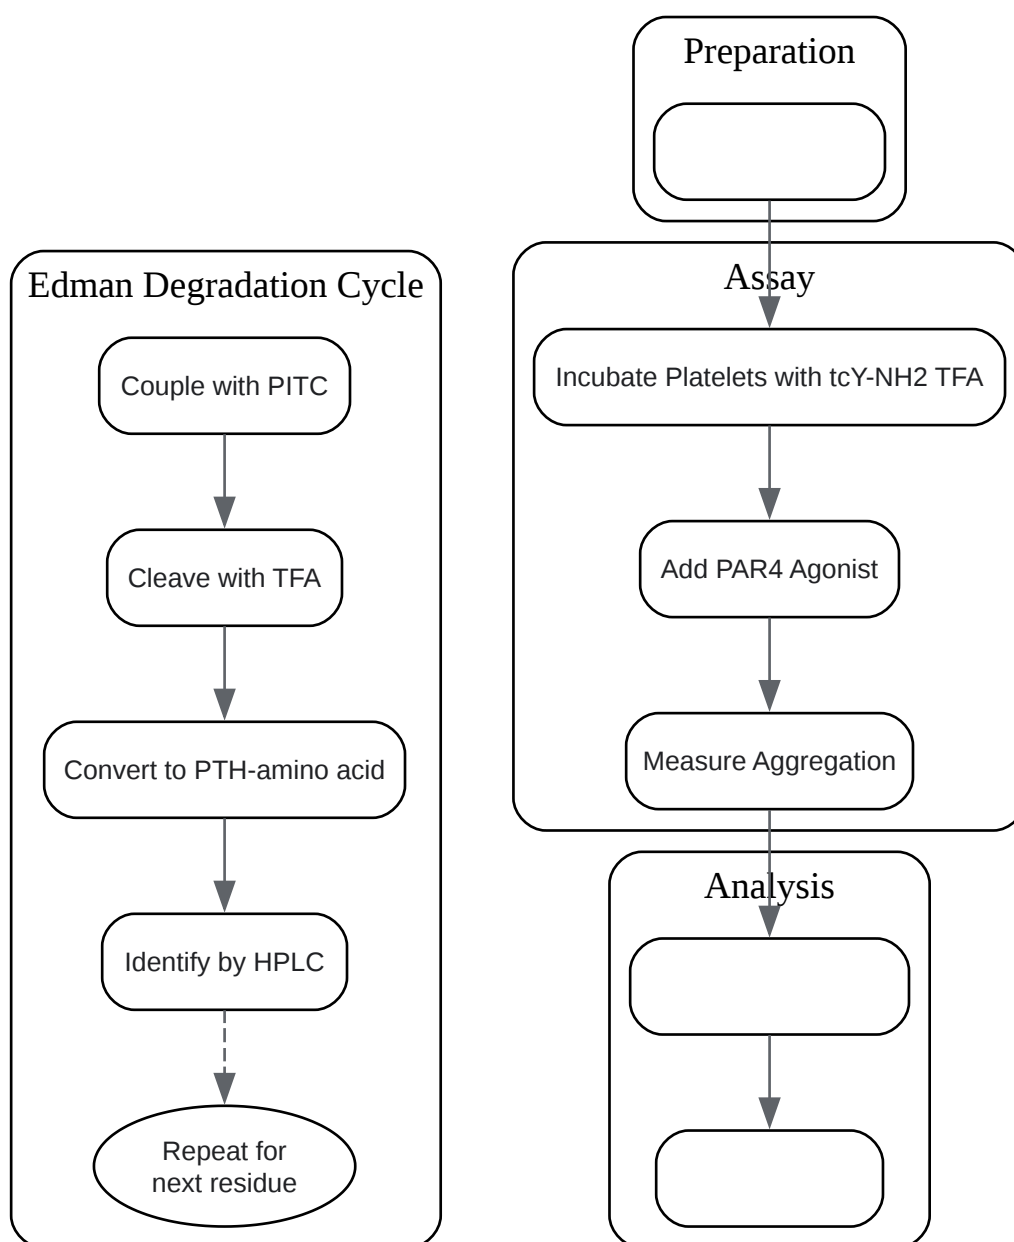 Preparation
Edman Degradation Cycle
Couple with PITC
Cleave with TFA
Convert to PTH-amino acid
Identify by HPLC
Repeat for
next residue
Assay
Incubate Platelets with tcY-NH2 TFA
Add PAR4 Agonist
Measure Aggregation
Analysis